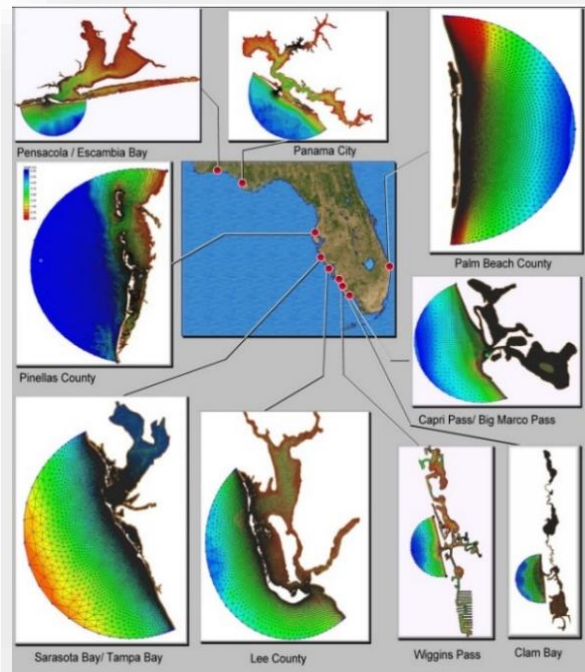 Pensacola / Escambia Bay
Panama City
Palm Beach County
Pinellas County
Capri Pass/ Big Marco Pass
Sarasota Bay/ Tampa Bay
Lee County
Wiggins Pass
Clam Bay